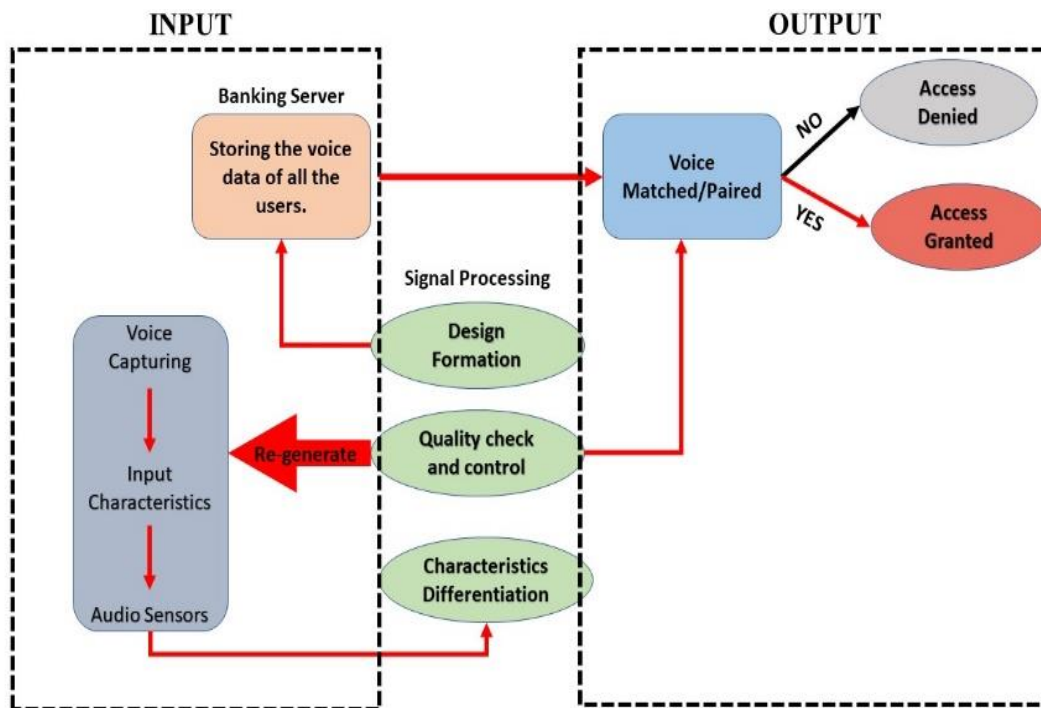 INPUT
OUTPUT
Banking Server
Storing the voice
data of all the
users.
Voice
Matched/Paired
NO
YES
Access
Denied
Access
Granted
Signal Processing
Design
Formation
Voice
Capturing
Re-generate
Quality check
and control
Input
Characteristics
Characteristics
Differentiation
Audio Sensors